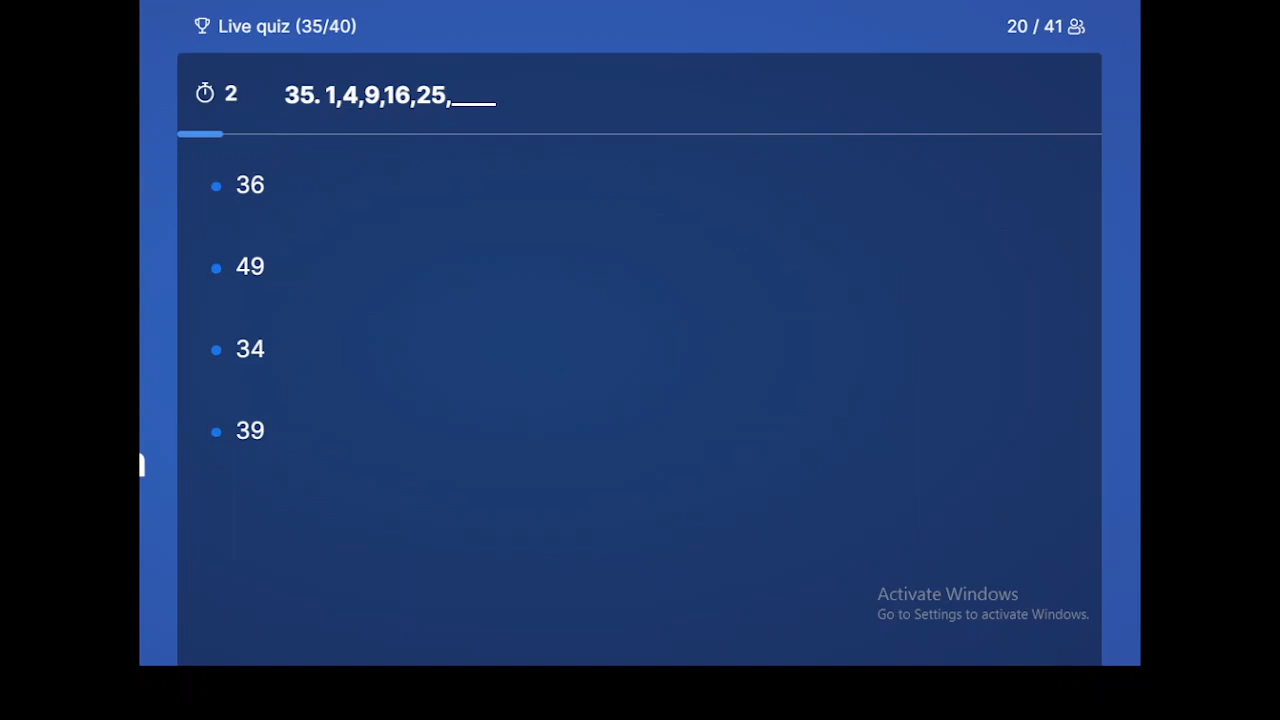 Live quiz (35/40)
20 / 41
2
35. 1,4,9,16,25,____
36
49
34
39
Activate Windows
Go to Settings to activate Windows.